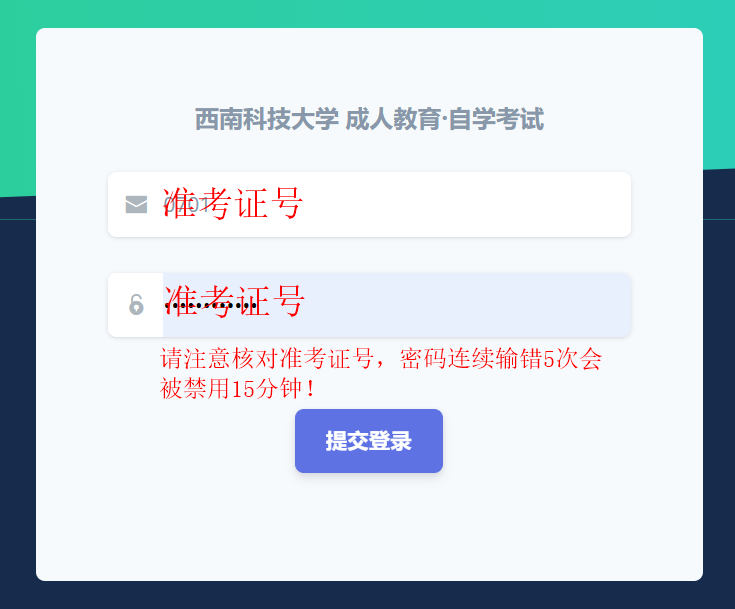 西南科技大学 成人教育·自学考试
准考证号
准考证号
请注意核对准考证号，密码连续输错5次会
被禁用15分钟！
提交登录